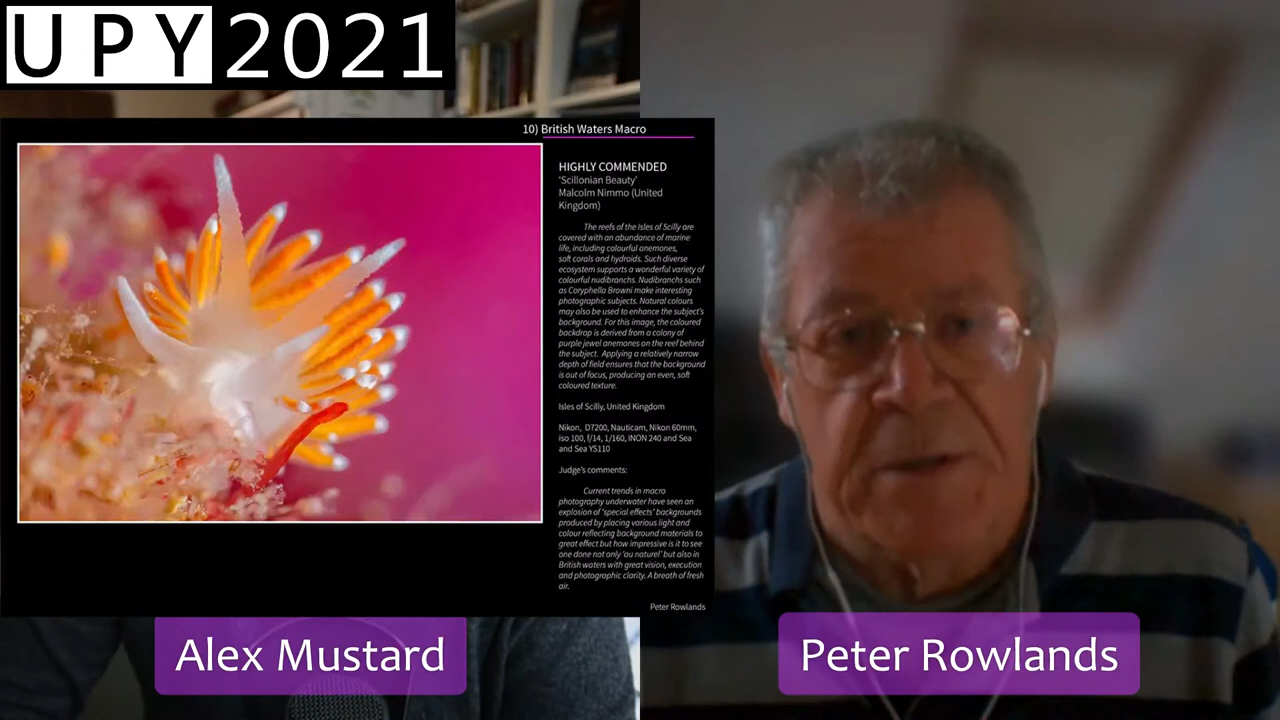 UPY2021
10) British Waters Macro
HIGHLY COMMENDED
'Scillonian Beauty'
Malcolm Nimmo (United
Kingdom)
The reefs of the Isles of Scilly are
covered with an abundance of marine
life, including colourful anemones,
soft corals and hydroids. Such diverse
ecosystem supports a wonderful variety of
colourful nudibranchs. Nudibranchs such
as Coryphella Browni make interesting
photographic subjects. Natural colours
may also be used to enhance the subject's
background. For this image, the coloured
backdrop is derived from a colony of
purple jewel anemones on the reef behind
the subject. Applying a relatively narrow
depth of field ensures that the background
is out of focus, producing an even, soft
coloured texture.
Isles of Scilly, United Kingdom
Nikon, D7200, Nauticam, Nikon 60mm,
iso 100, f/14, 1/160, INON 240 and Sea
and Sea YS110
Judge's comments:
Current trends in macro
photography underwater have seen an
explosion of 'special effects' backgrounds
produced by placing various light and
colour reflecting background materials to
great effect but how impressive is it to see
one done not only 'au naturel' but also in
British waters with great vision, execution
and photographic clarity. A breath of fresh
air.
Peter Rowlands
Alex Mustard
Peter Rowlands